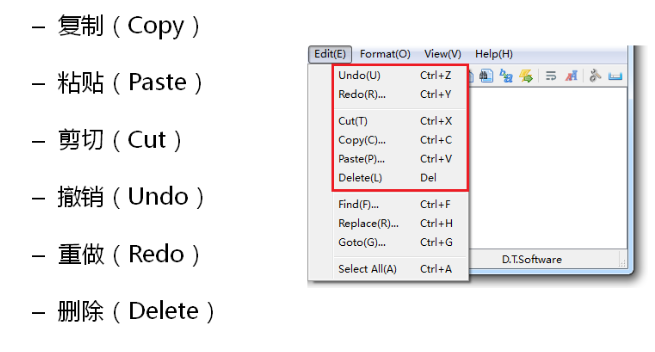 – 复制（Copy）
– 粘贴（Paste）
– 剪切（Cut）
– 撤销（Undo）
– 重做（Redo）
– 删除（Delete）
Edit(E) Format(O) View(V) Help(H)
Undo(U) Ctrl+Z
Redo(R)... Ctrl+Y
Cut(T) Ctrl+X
Copy(C)... Ctrl+C
Paste(P)... Ctrl+V
Delete(L) Del
Find(F)... Ctrl+F
Replace(R)... Ctrl+H
Goto(G)... Ctrl+G
Select All(A) Ctrl+A
D.T.Software